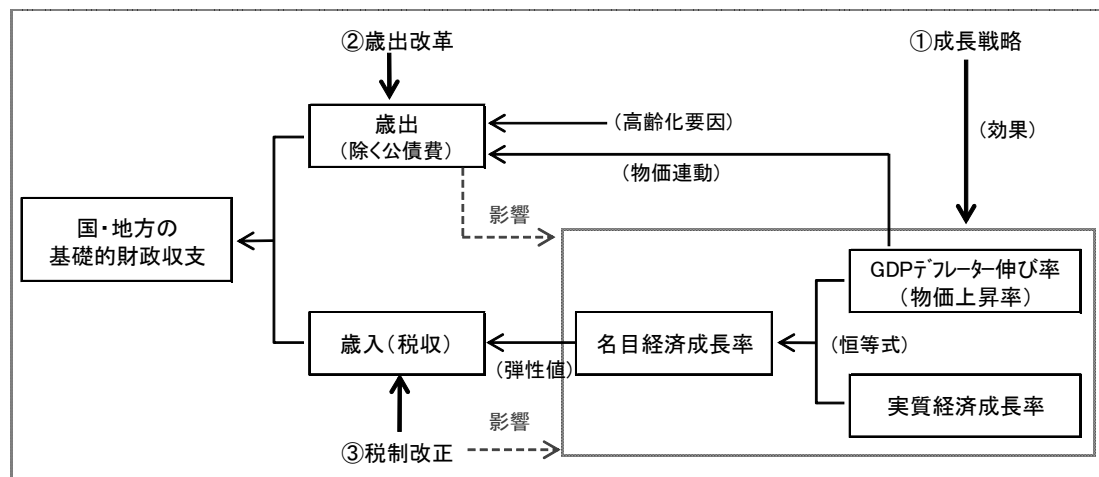 ②歳出改革
①成長戦略
歳出
(除く公債費)
(高齢化要因)
(効果)
(物価連動)
影響
国・地方の
基礎的財政収支
GDPデフレーター伸び率
(物価上昇率)
歳入(税収)
名目経済成長率
(恒等式)
(弾性値)
実質経済成長率
影響
③税制改正